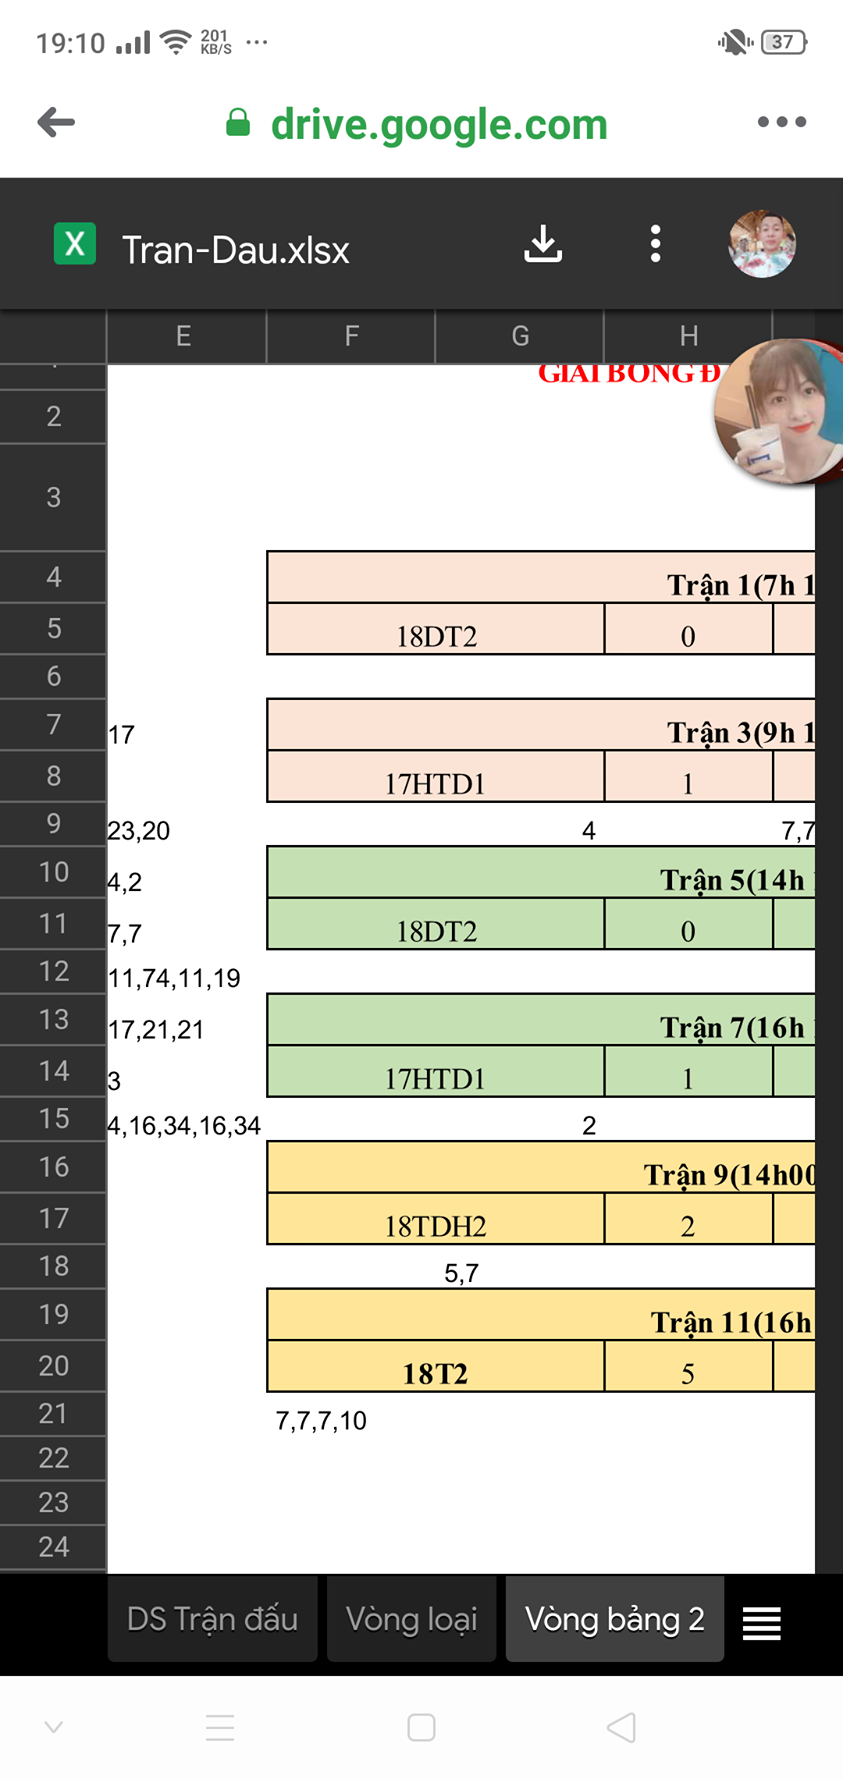 19:10 201 KB/S ... 37
drive.google.com
X Tran-Dau.xlsx
E F G H
GIẢI BÓNG Đ
2
3
4 Trận 1(7h 1
5 18DT2 0
6
7 17 Trận 3(9h 1
8 17HTD1 1
9 23,20 4 7,7
10 4,2 Trận 5(14h
11 7,7 18DT2 0
12 11,74,11,19
13 17,21,21 Trận 7(16h
14 3 17HTD1 1
15 4,16,34,16,34 2
16 Trận 9(14h00
17 18TDH2 2
18 5,7
19 Trận 11(16h
20 18T2 5
21 7,7,7,10
22
23
24
DS Trận đấu Vòng loại Vòng bảng 2